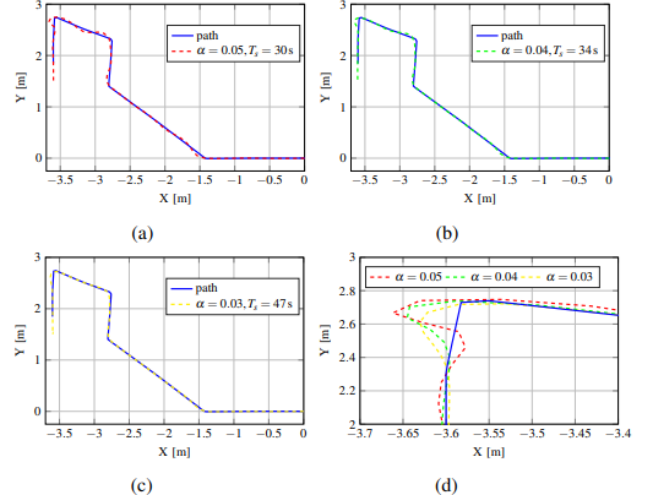 3
2
1
0
Y [m]
path
α = 0.05, Ts = 30 s
−3.5 −3 −2.5 −2 −1.5 −1 −0.5 0
X [m]
(a)
3
2
1
0
Y [m]
path
α = 0.04, Ts = 34 s
−3.5 −3 −2.5 −2 −1.5 −1 −0.5 0
X [m]
(b)
3
2
1
0
Y [m]
path
α = 0.03, Ts = 47 s
−3.5 −3 −2.5 −2 −1.5 −1 −0.5 0
X [m]
(c)
3
2.8
2.6
2.4
2.2
2
Y [m]
α = 0.05 α = 0.04 α = 0.03
−3.7 −3.65 −3.6 −3.55 −3.5 −3.45 −3.4
X [m]
(d)